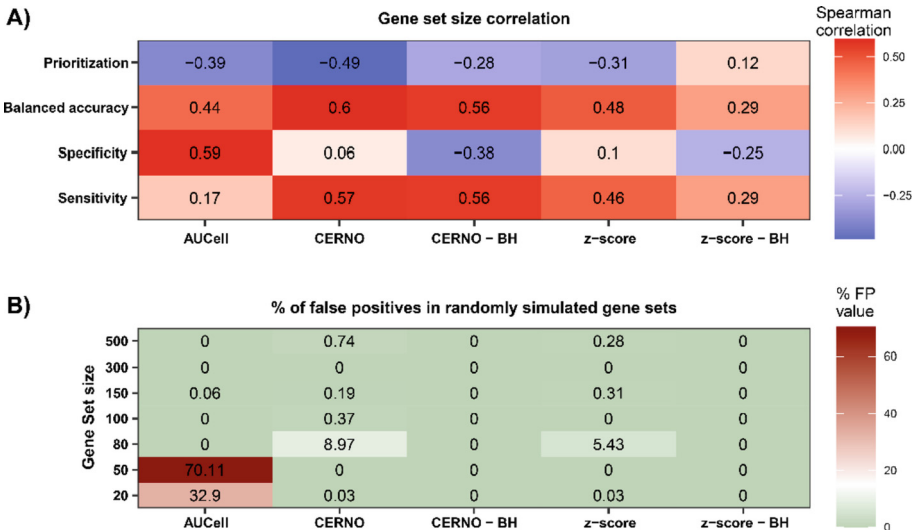 A)
Gene set size correlation
Spearman
correlation
Prioritization −0.39 −0.49 −0.28 −0.31 0.12
Balanced accuracy 0.44 0.6 0.56 0.48 0.29
Specificity 0.59 0.06 −0.38 0.1 −0.25
Sensitivity 0.17 0.57 0.56 0.46 0.29
AUCell CERNO CERNO − BH z−score z−score − BH
0.50
0.25
0.00
−0.25
B)
% of false positives in randomly simulated gene sets
% FP
value
Gene Set size
500 0 0.74 0 0.28 0
300 0 0 0 0 0
150 0.06 0.19 0 0.31 0
100 0 0.37 0 0 0
80 0 8.97 0 5.43 0
50 70.11 0 0 0 0
20 32.9 0.03 0 0.03 0
AUCell CERNO CERNO − BH z−score z−score − BH
60
40
20
0